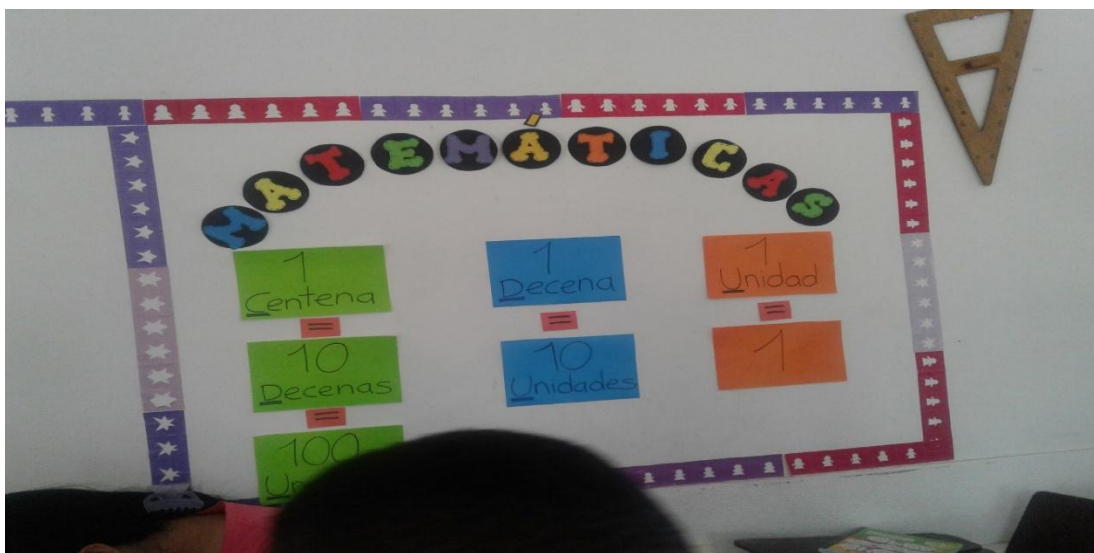 MATEMÁTICAS
1
Centena
=
10
Decenas
=
100
1
Decena
=
10
Unidades
1
Unidad
=
1